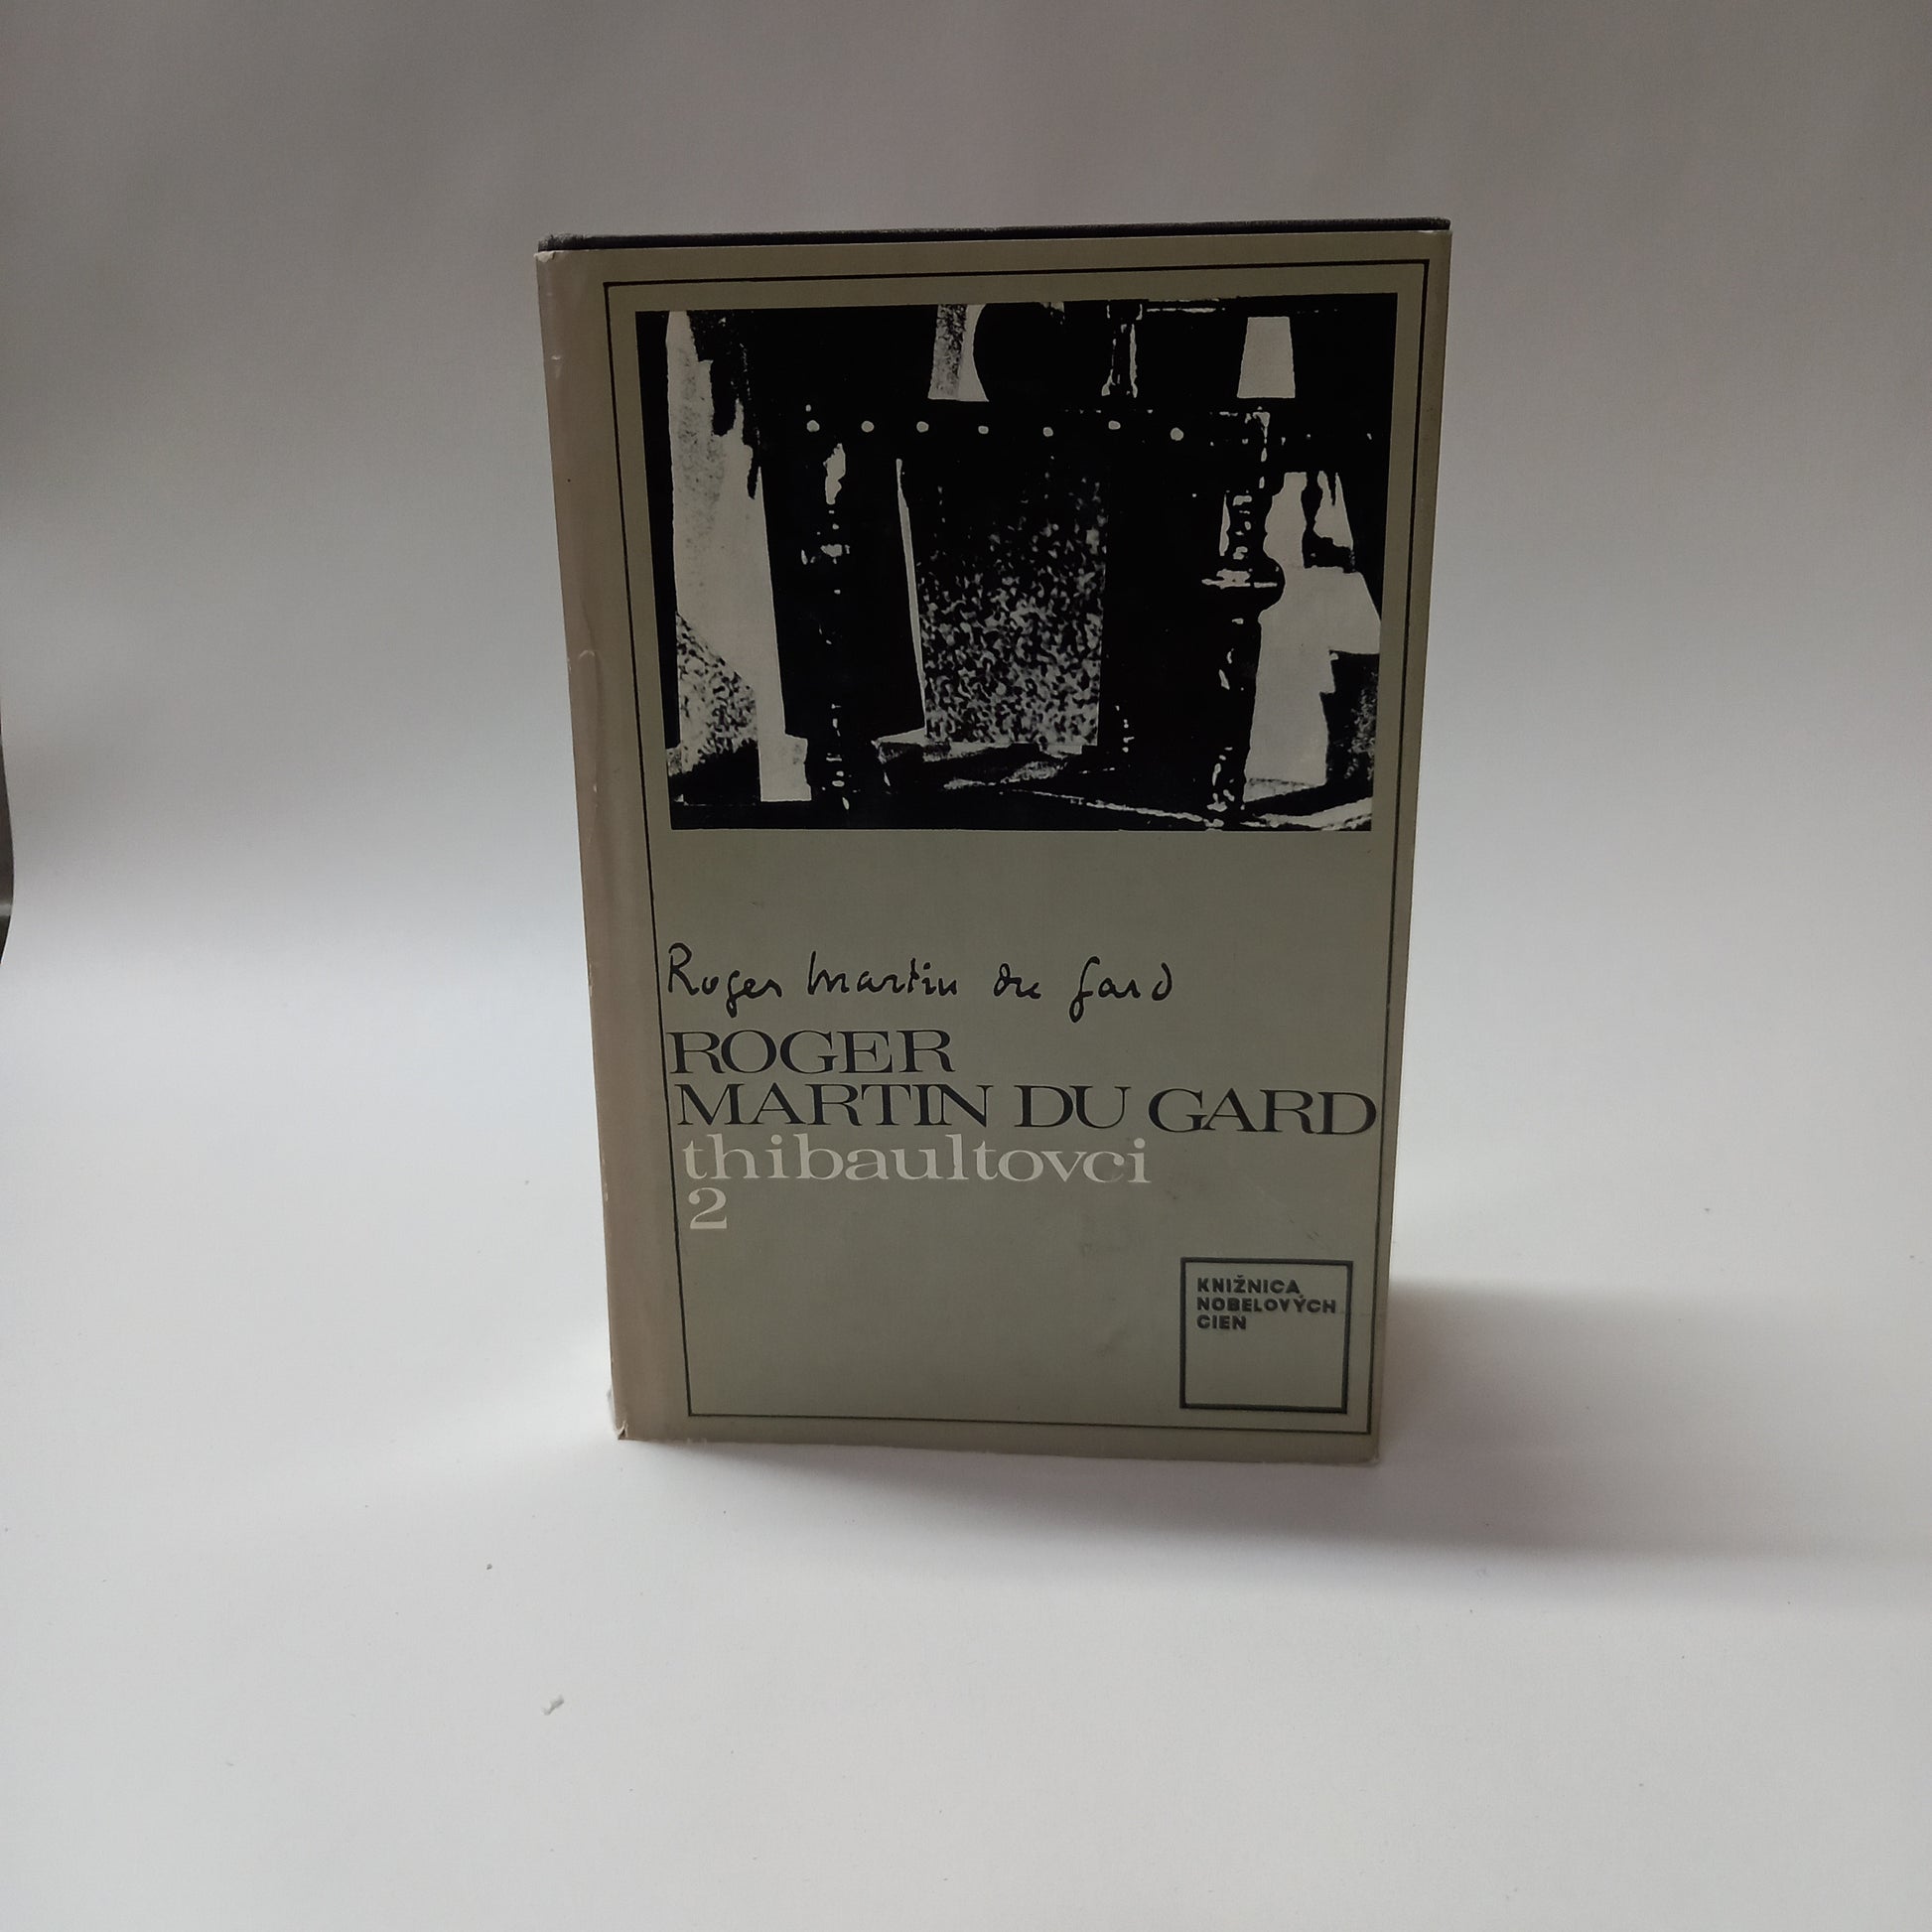 Roger Martin du Gard
ROGER
MARTIN DU GARD
thibaultovci
2
KNIŽNICA
NOBELOVÝCH
CIEN